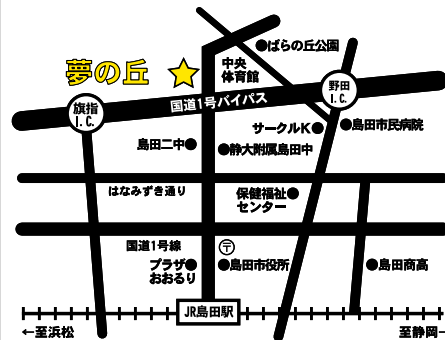 ばらの丘公園
夢の丘
中央
体育館
野田
I.C.
旗指
I.C.
国道1号バイパス
サークルK
島田市民病院
島田二中
静大附属島田中
はなみずき通り
保健福祉
センター
国道1号線
〒
プラザ
おおるり
島田市役所
島田商高
JR島田駅
←至浜松
至静岡